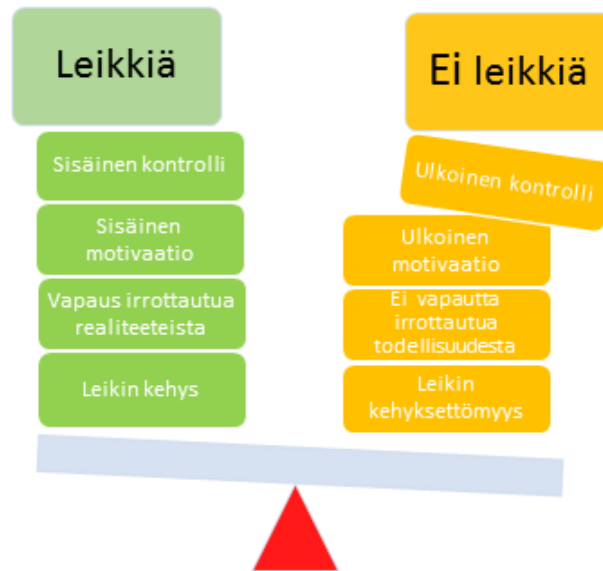 Leikkiä
Sisäinen kontrolli
Sisäinen
motivaatio
Vapaus irrottautua
realiteeteista
Leikin kehys
Ei leikkiä
Ulkoinen kontrolli
Ulkoinen
motivaatio
Ei vapautta
irrottautua
todellisuudesta
Leikin
kehyksettömyys